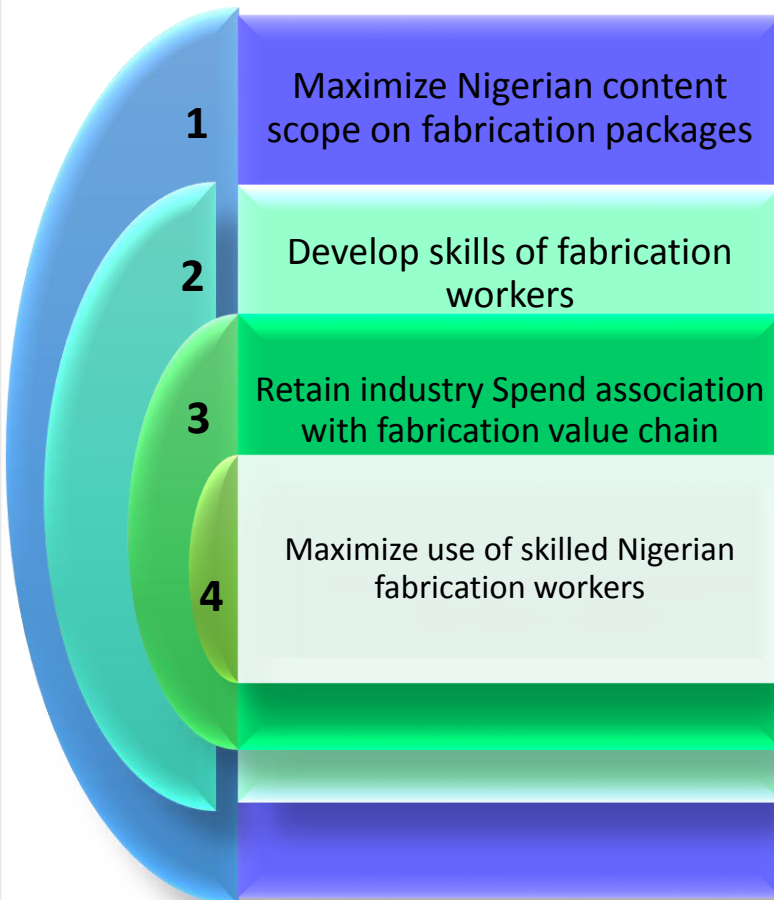 1
Maximize Nigerian content
scope on fabrication packages
2
Develop skills of fabrication
workers
3
Retain industry Spend association
with fabrication value chain
4
Maximize use of skilled Nigerian
fabrication workers